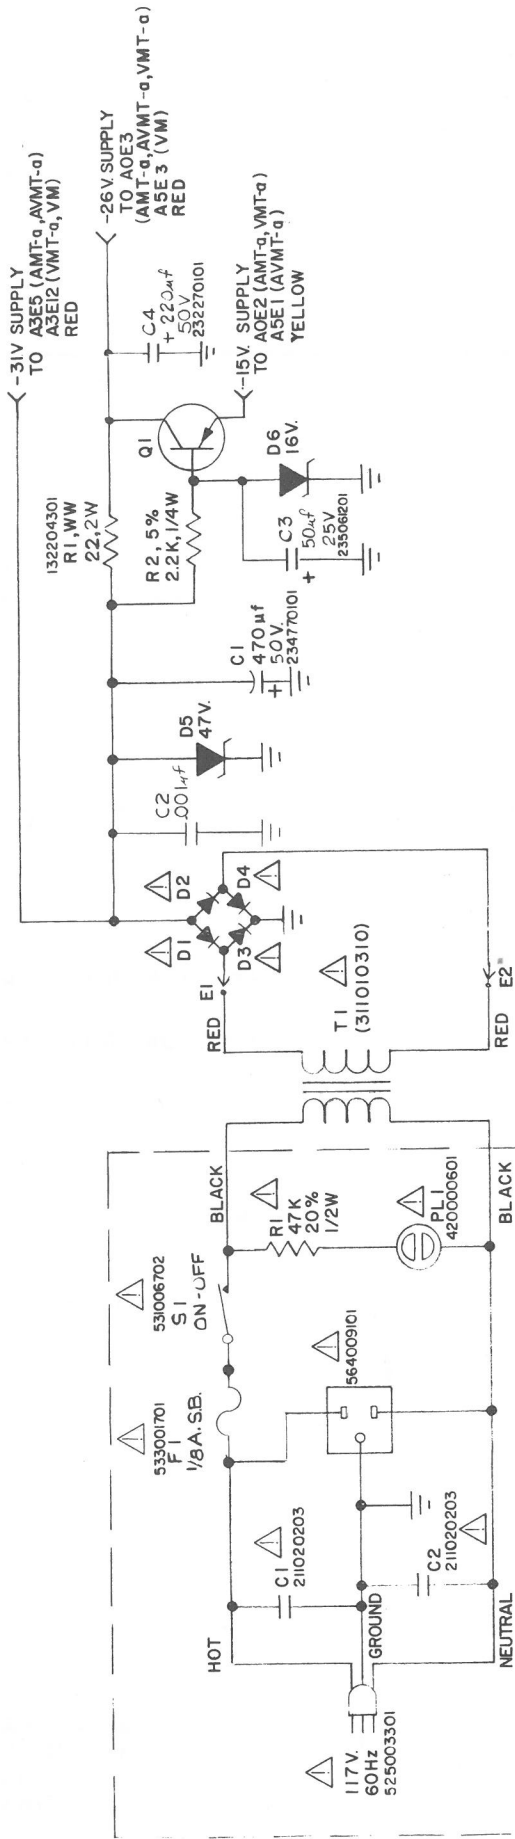 117V.
60Hz
525003301
HOT
GROUND
NEUTRAL
C1
211020203
C2
211020203
533001701
F1
1/8A.S.B.
531006702
S1
ON-OFF
564009101
R1
47K
20%
1/2W
PL1
420000601
BLACK
BLACK
T1
(311010310)
RED
RED
E1
E2
D1
D2
D3
D4
C2
.001µf
D5
47V.
C1
470µf
50V.
234770101
+
132204301
R1,WW
22,2W
R2, 5%
2.2K,1/4W
Q1
C3
50µf
25V
235061201
+
D6
16V.
C4
+ 220µf
50V
232270101
-31V SUPPLY
TO A3E5 (AMT-a,AVMT-a)
A3E12 (VMT-a,VM)
RED
-26V. SUPPLY
TO A0E3
(AMT-a,AVMT-a,VMT-a)
A5E3 (VM)
RED
-15V. SUPPLY
TO A0E2 (AMT-a,VMT-a)
A5E1 (AVMT-a)
YELLOW